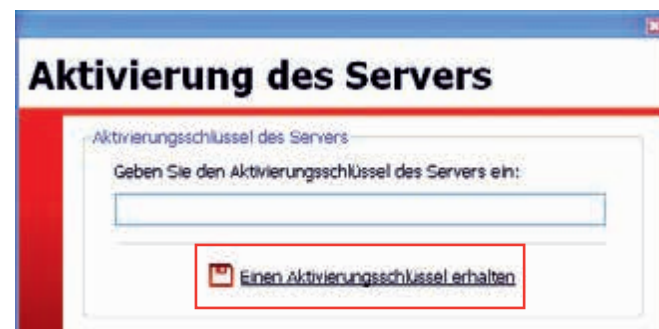 Aktivierung des Servers
Aktivierungsschlüssel des Servers
Geben Sie den Aktivierungsschlüssel des Servers ein:
Einen Aktivierungsschlüssel erhalten